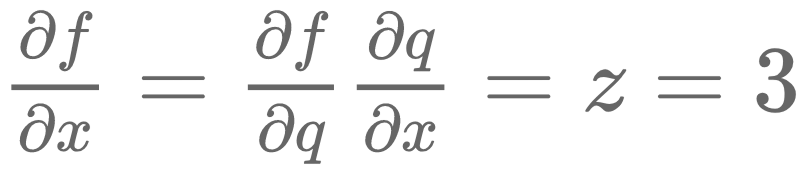 ∂f/∂x = ∂f/∂q ∂q/∂x = z = 3